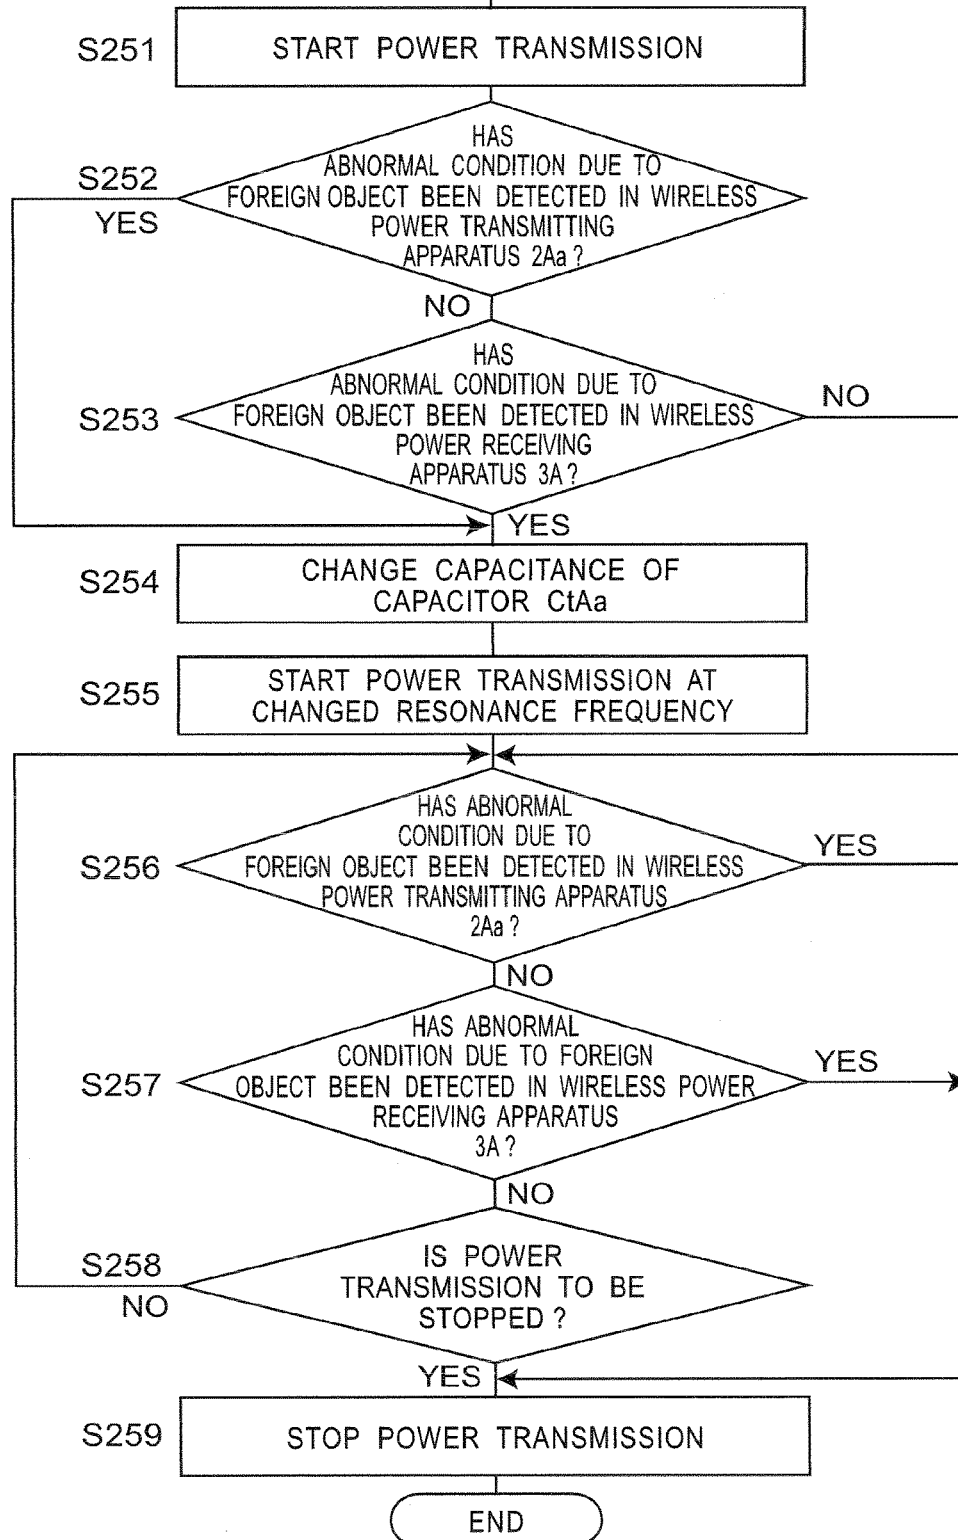 S251
START POWER TRANSMISSION
HAS
ABNORMAL CONDITION DUE TO
S252
FOREIGN OBJECT BEEN DETECTED IN WIRELESS
YES
POWER TRANSMITTING
APPARATUS 2Aa ?
NO
HAS
ABNORMAL CONDITION DUE TO
NO
S253
FOREIGN OBJECT BEEN DETECTED IN WIRELESS
POWER RECEIVING
APPARATUS 3A ?
YES
S254
CHANGE CAPACITANCE OF
CAPACITOR CtAa
S255
START POWER TRANSMISSION AT
CHANGED RESONANCE FREQUENCY
HAS ABNORMAL
CONDITION DUE TO
YES
S256
FOREIGN OBJECT BEEN DETECTED IN WIRELESS
POWER TRANSMITTING APPARATUS
2Aa ?
NO
HAS ABNORMAL
CONDITION DUE TO FOREIGN
YES
S257
OBJECT BEEN DETECTED IN WIRELESS POWER
RECEIVING APPARATUS
3A ?
NO
S258
IS POWER
TRANSMISSION TO BE
NO
STOPPED ?
YES
S259
STOP POWER TRANSMISSION
END